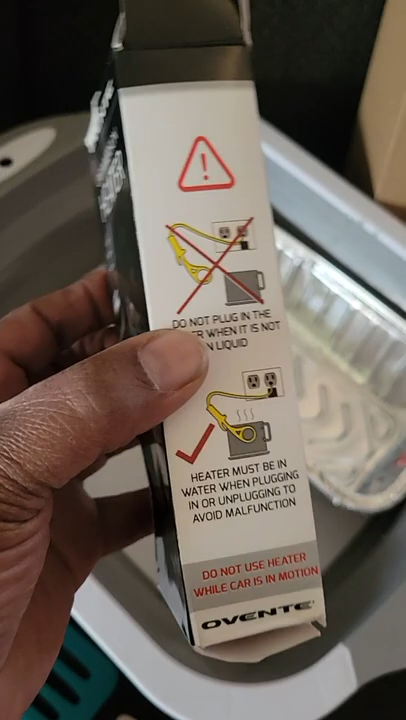 DO NOT PLUG IN THE
WHEN IT IS NOT
LIQUID
HEATER MUST BE IN
WATER WHEN PLUGGING
IN OR UNPLUGGING TO
AVOID MALFUNCTION
DO NOT USE HEATER
WHILE CAR IS IN MOTION
OVENTE